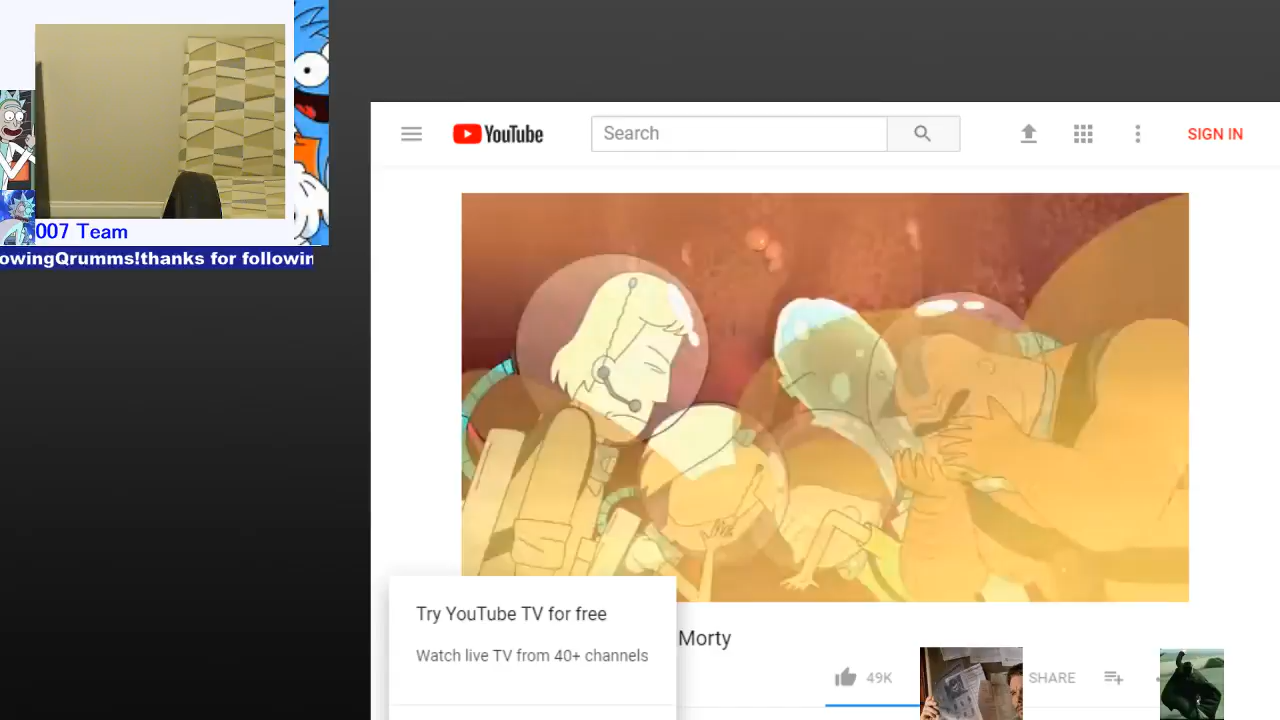 007 Team
owingQrumms!thanks for followin
YouTube
Search
SIGN IN
Try YouTube TV for free
Watch live TV from 40+ channels
Morty
49K
SHARE